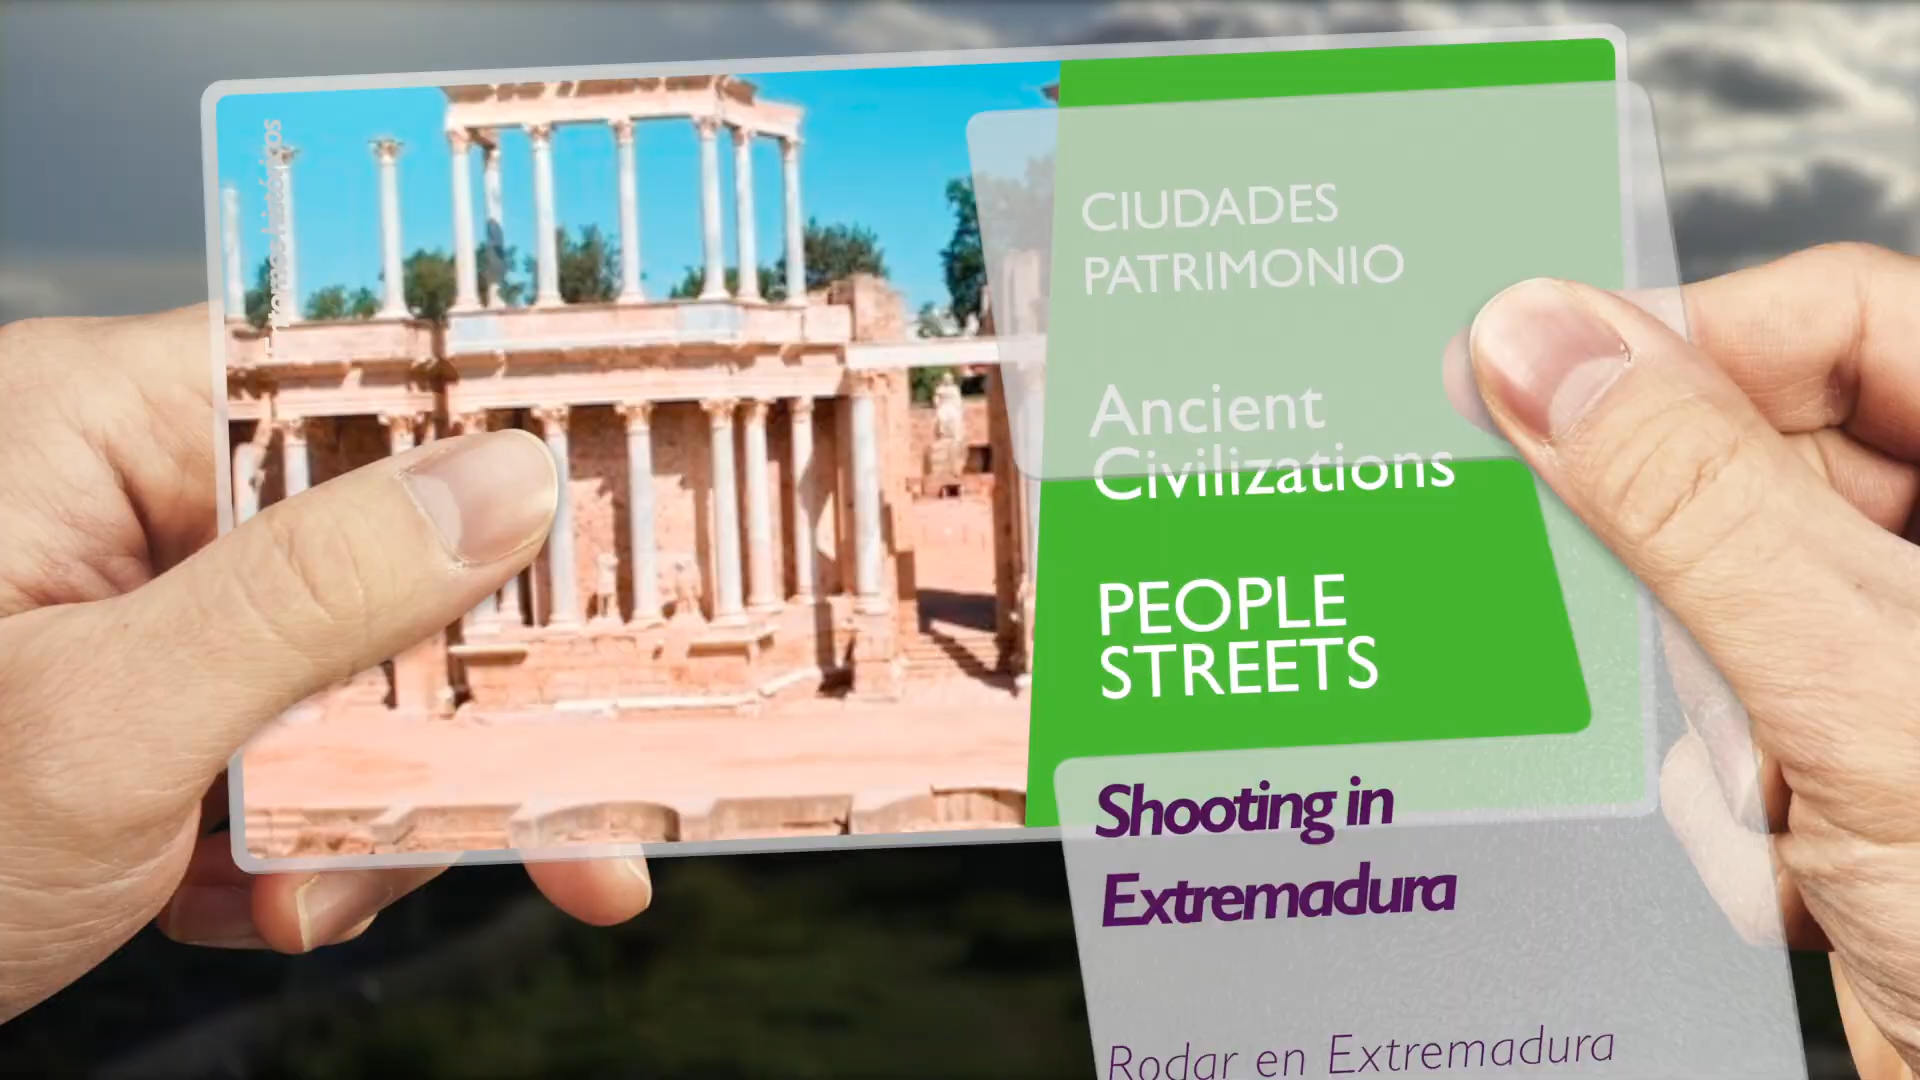 CIUDADES
PATRIMONIO
Ancient
Civilizations
PEOPLE
STREETS
Shooting in
Extremadura
Rodar en Extremadura